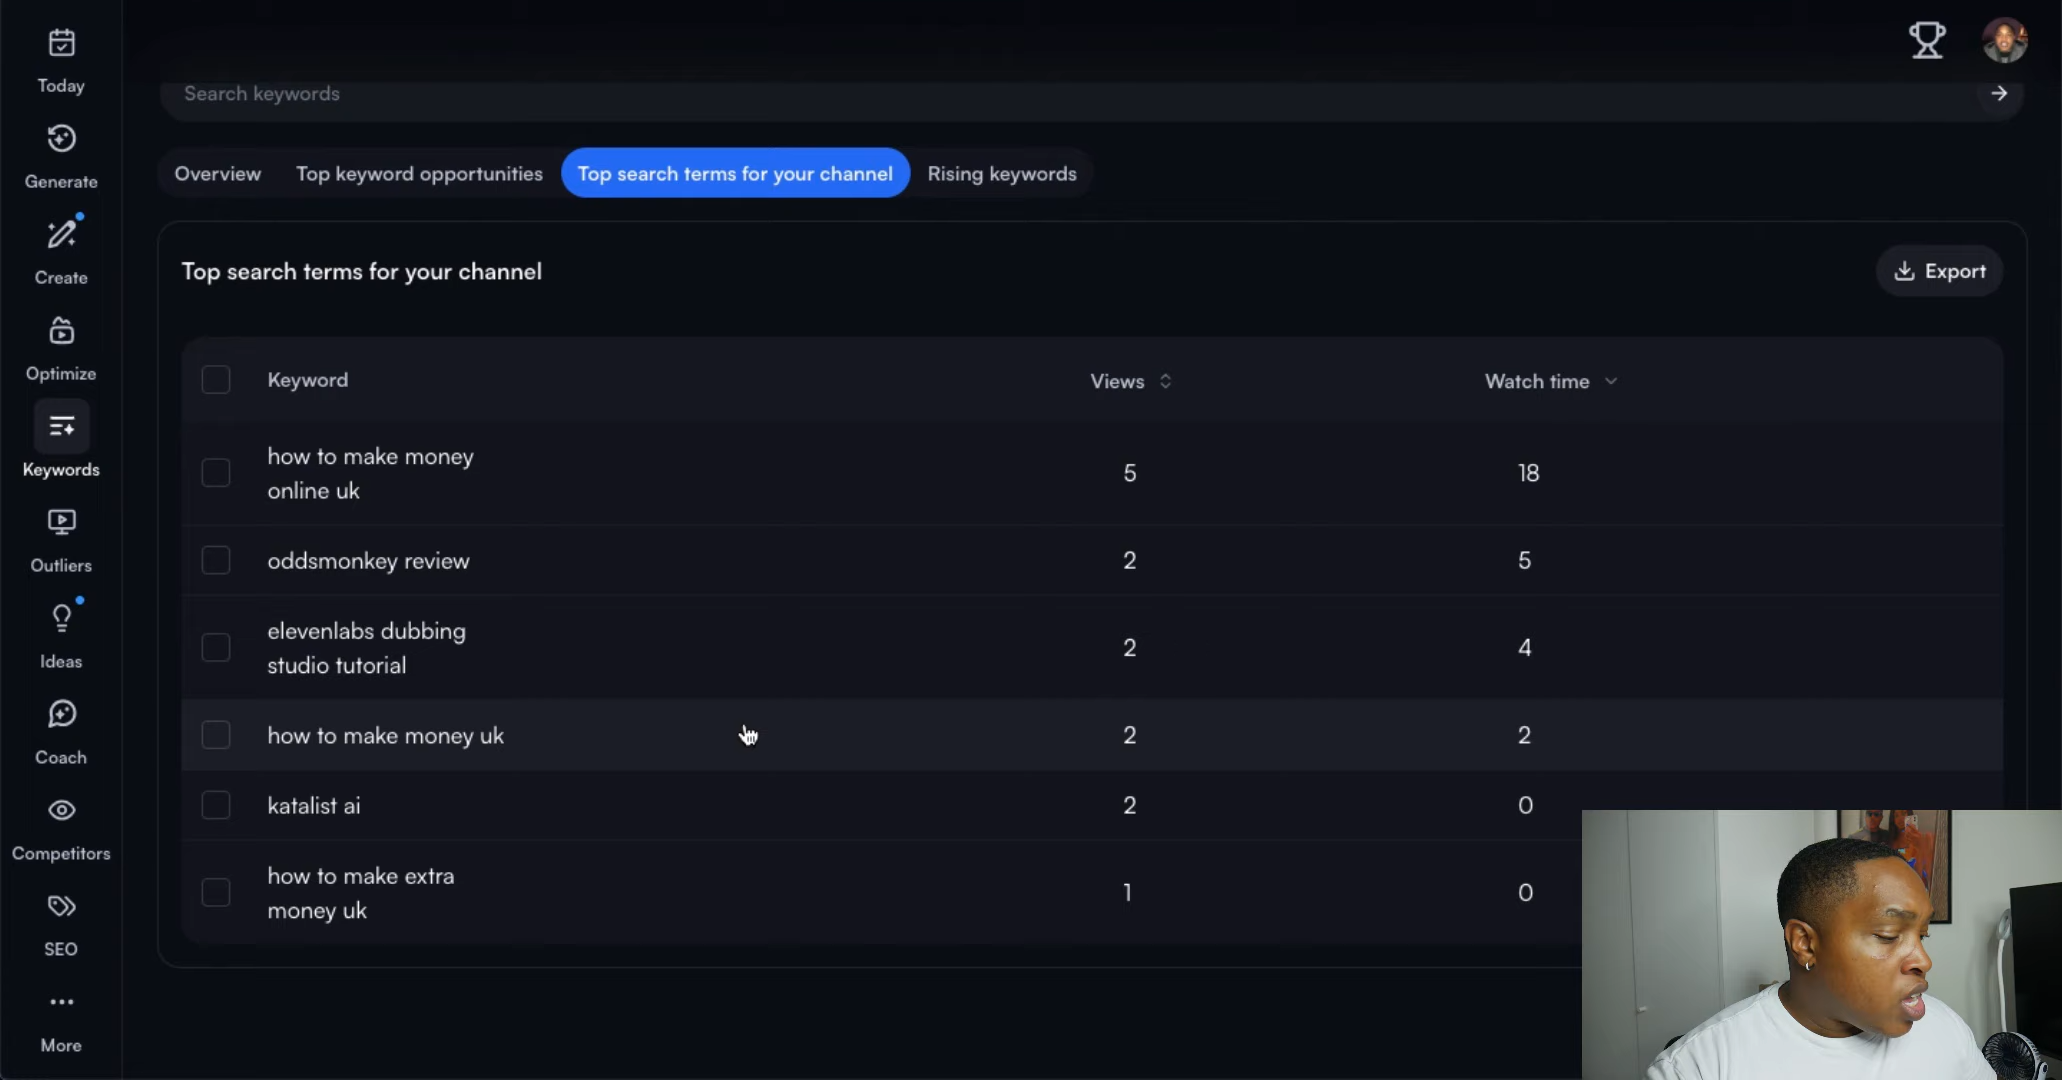 Today
Generate
Create
Optimize
Keywords
Outliers
Ideas
Coach
Competitors
SEO
More
Search keywords
Overview
Top keyword opportunities
Top search terms for your channel
Rising keywords
Top search terms for your channel
Export
Keyword Views Watch time
how to make money
online uk
5 18
oddsmonkey review 2 5
elevenlabs dubbing
studio tutorial
2 4
how to make money uk 2 2
katalist ai 2 0
how to make extra
money uk
1 0